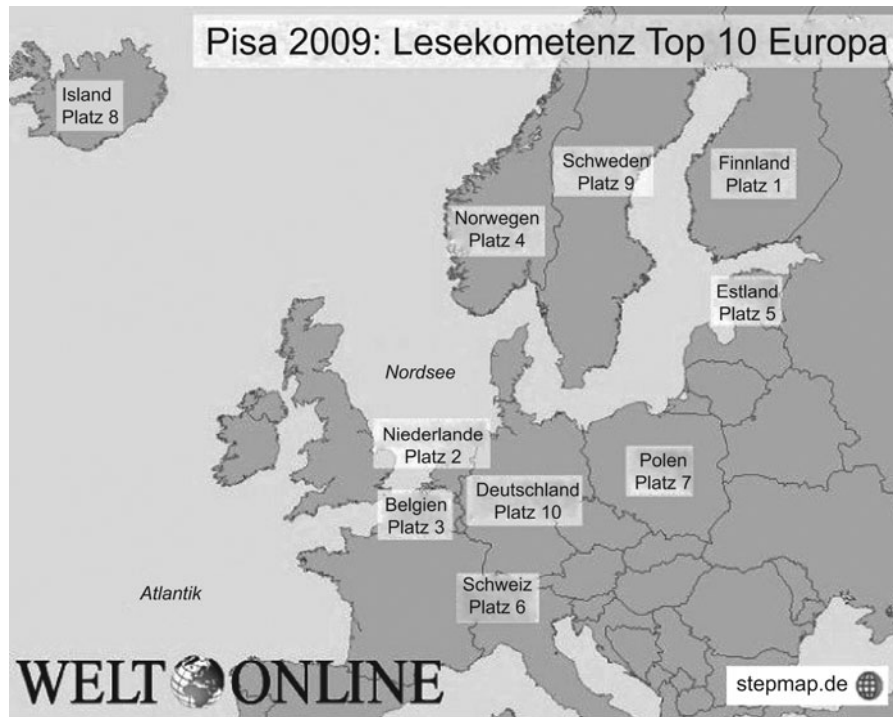 Pisa 2009: Lesekometenz Top 10 Europa
Island
Platz 8
Schweden
Platz 9
Finnland
Platz 1
Norwegen
Platz 4
Estland
Platz 5
Nordsee
Niederlande
Platz 2
Polen
Platz 7
Deutschland
Platz 10
Belgien
Platz 3
Schweiz
Platz 6
Atlantik
WELT ONLINE
stepmap.de